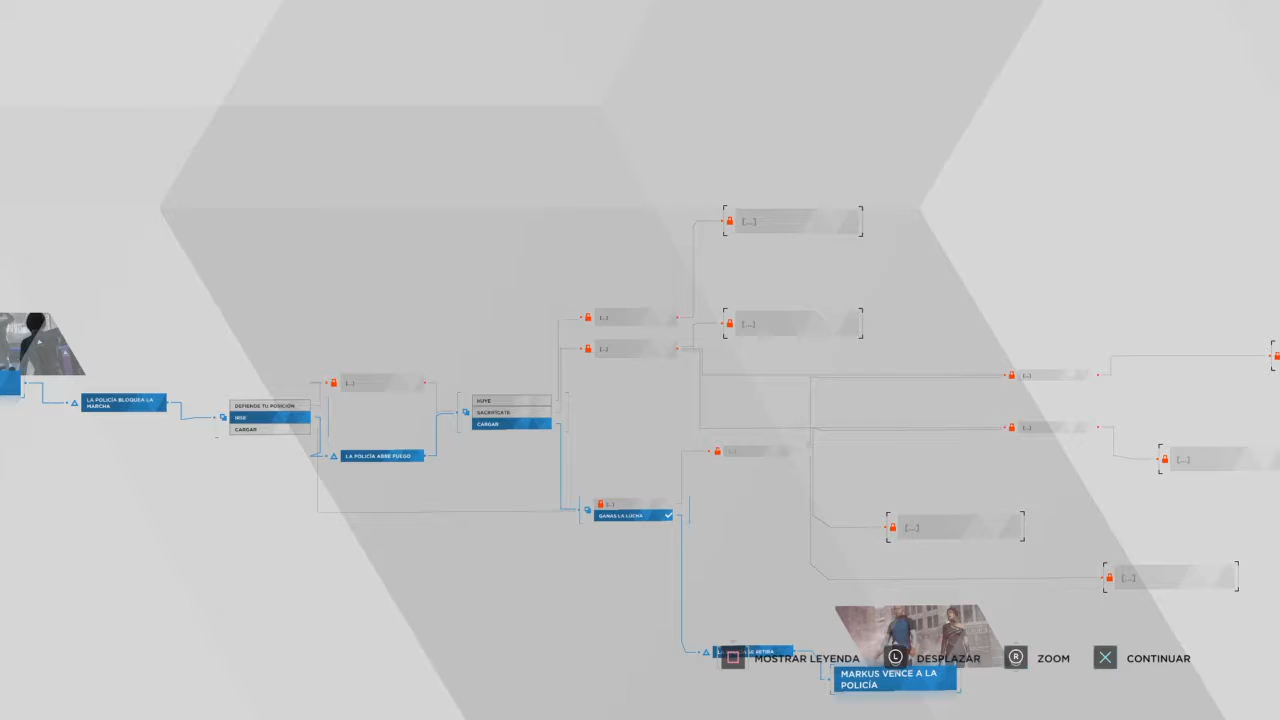 [...]
[...]
[...]
[...]
[...]
[...]
LA POLICÍA BLOQUEA LA
MARCHA
DEFIENDE TU POSICIÓN
CARGAR
HUYE
SACRIFÍCATE
CARGAR
[...]
[...]
[...]
LA POLICÍA ABRE FUEGO
[...]
GANAS LA LUCHA
[...]
[...]
RETIRA
MOSTRAR LEYENDA
L
DESPLAZAR
R
ZOOM
CONTINUAR
MARKUS VENCE A LA
POLICÍA